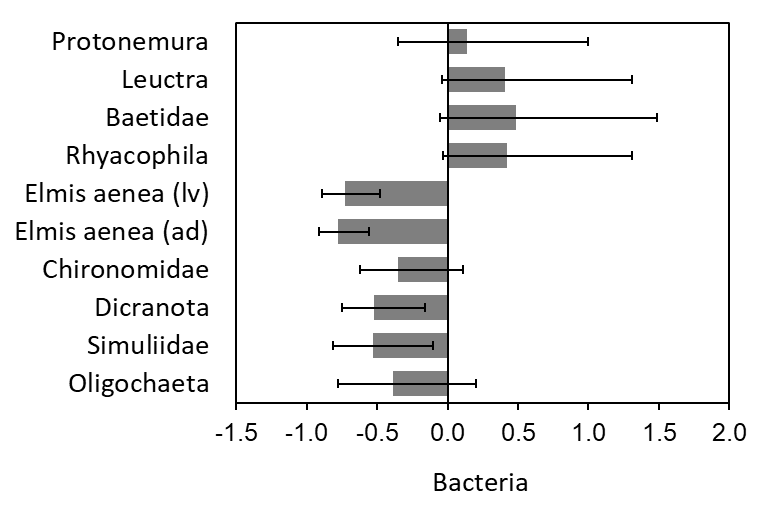 Protonemura
Leuctra
Baetidae
Rhyacophila
Elmis aenea (lv)
Elmis aenea (ad)
Chironomidae
Dicranota
Simuliidae
Oligochaeta
-1.5 -1.0 -0.5 0.0 0.5 1.0 1.5 2.0
Bacteria